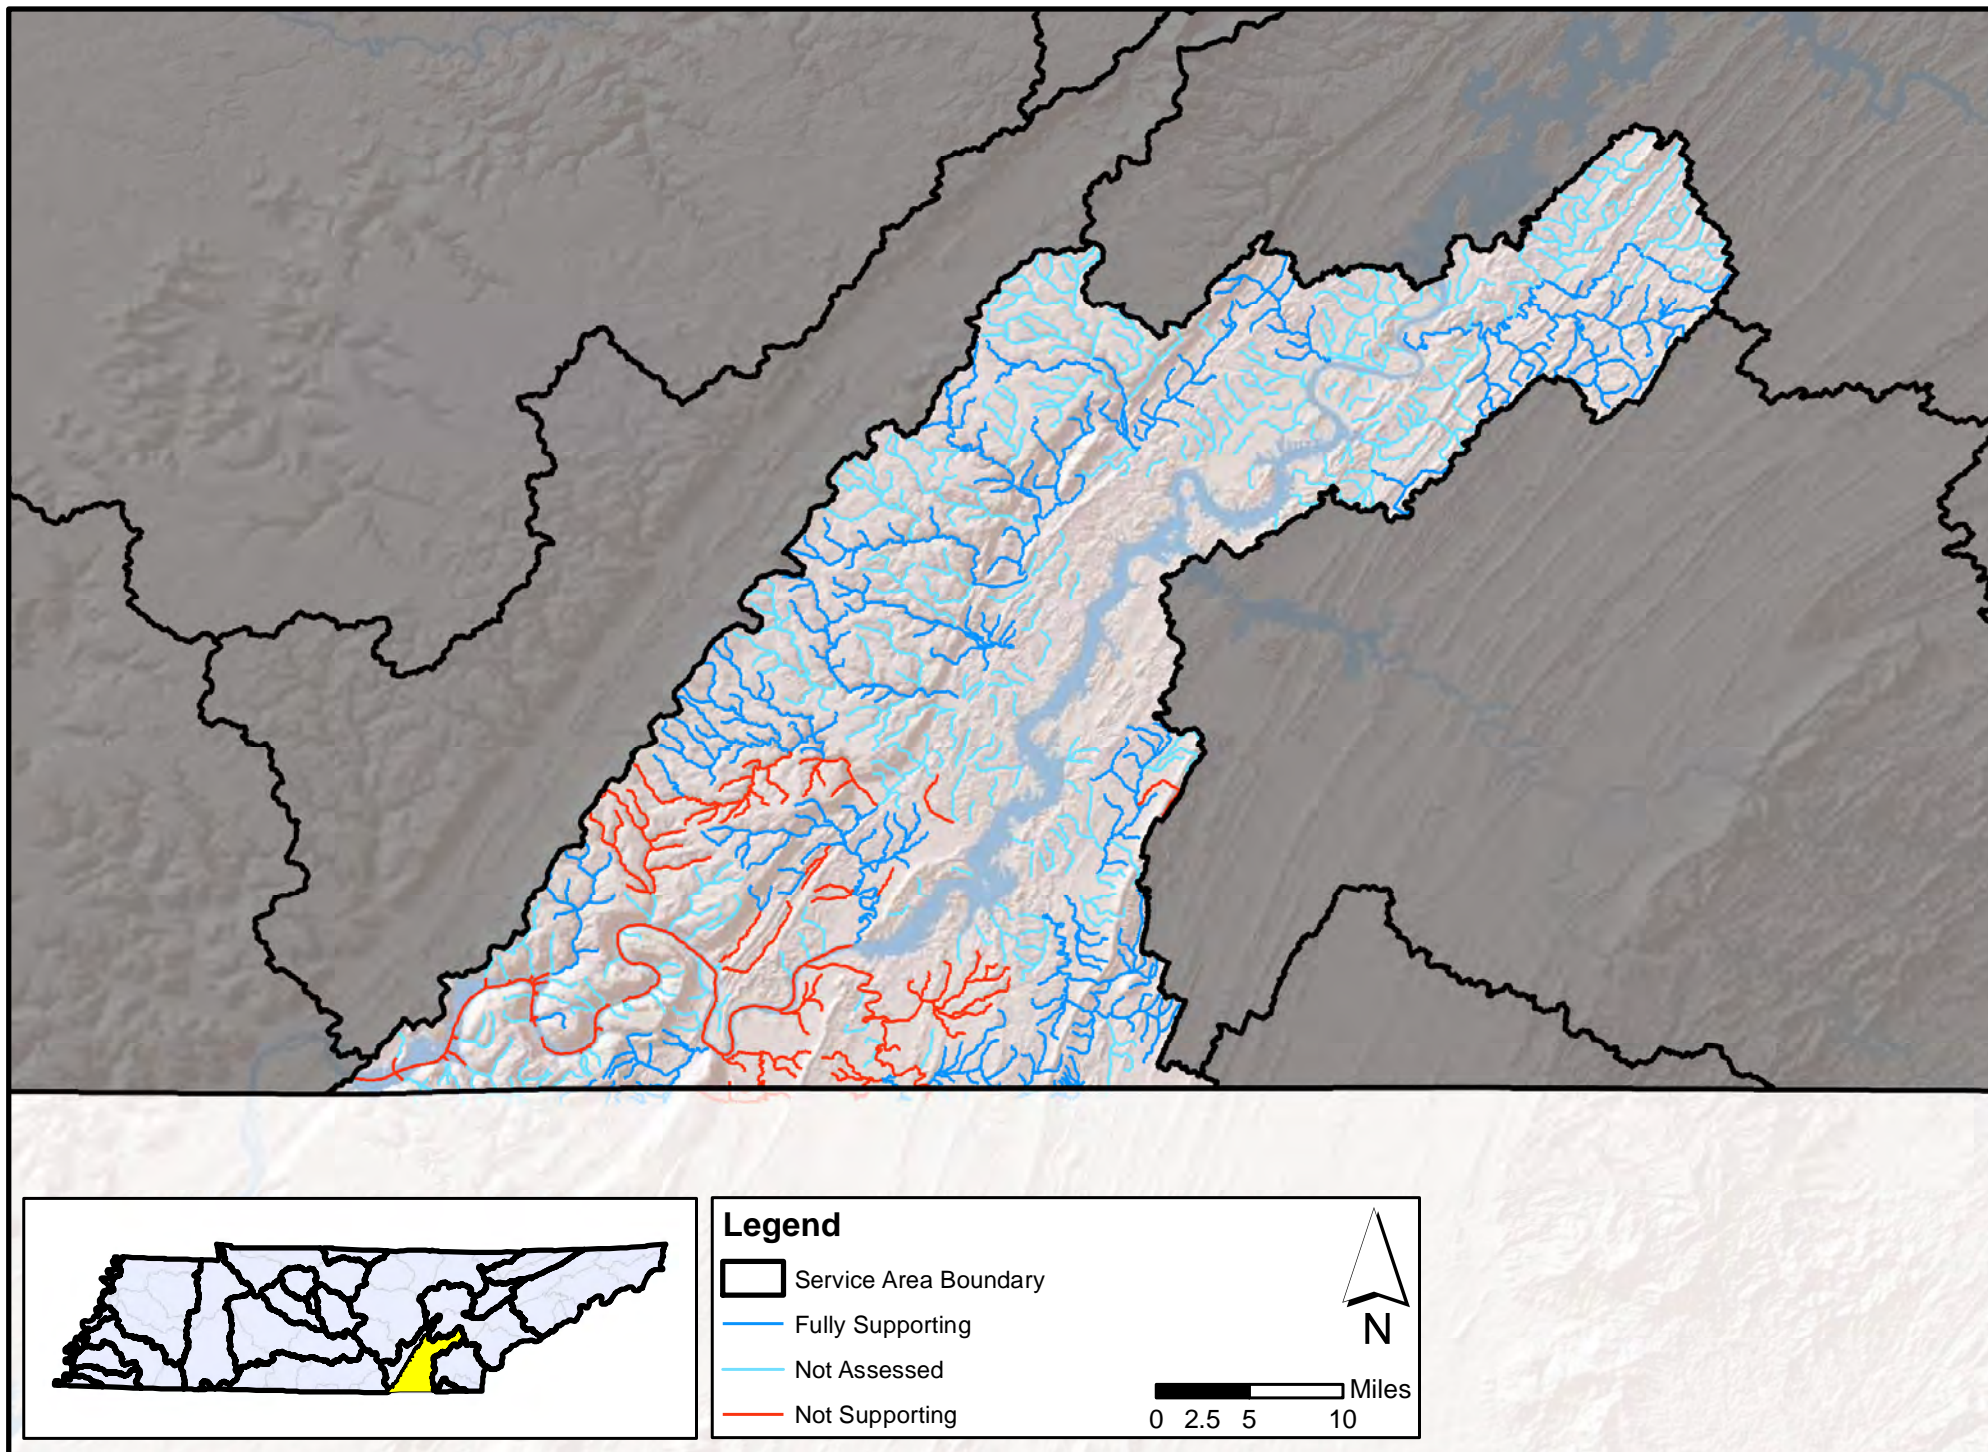 Legend
Service Area Boundary
Fully Supporting
Not Assessed
Not Supporting
N
Miles
0 2.5 5 10